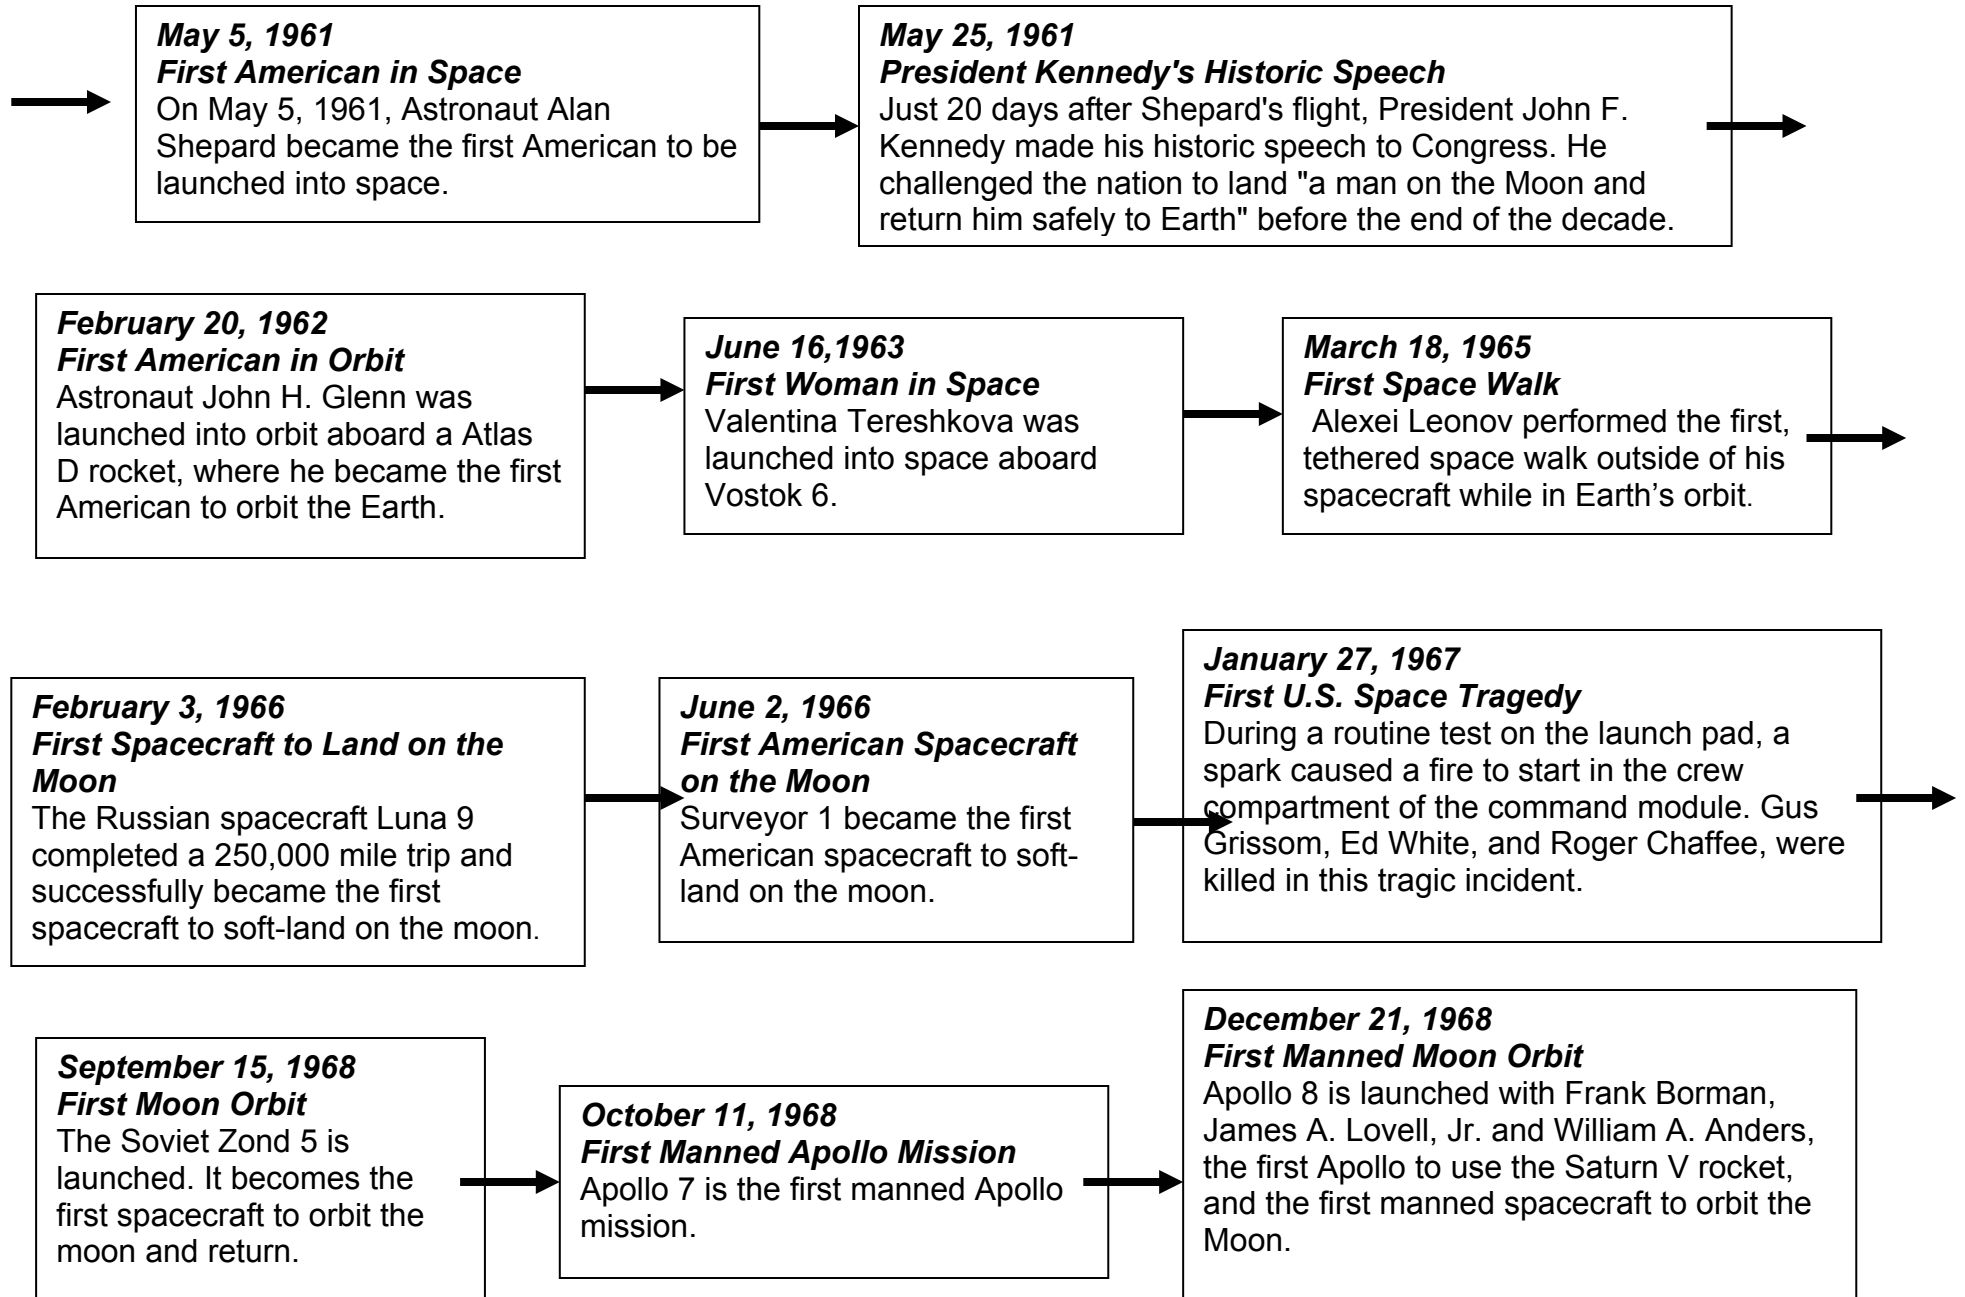 May 5, 1961
First American in Space
On May 5, 1961, Astronaut Alan
Shepard became the first American to be
launched into space.
May 25, 1961
President Kennedy's Historic Speech
Just 20 days after Shepard's flight, President John F.
Kennedy made his historic speech to Congress. He
challenged the nation to land "a man on the Moon and
return him safely to Earth" before the end of the decade.
February 20, 1962
First American in Orbit
Astronaut John H. Glenn was
launched into orbit aboard a Atlas
D rocket, where he became the first
American to orbit the Earth.
June 16,1963
First Woman in Space
Valentina Tereshkova was
launched into space aboard
Vostok 6.
March 18, 1965
First Space Walk
Alexei Leonov performed the first,
tethered space walk outside of his
spacecraft while in Earth’s orbit.
February 3, 1966
First Spacecraft to Land on the
Moon
The Russian spacecraft Luna 9
completed a 250,000 mile trip and
successfully became the first
spacecraft to soft-land on the moon.
June 2, 1966
First American Spacecraft
on the Moon
Surveyor 1 became the first
American spacecraft to soft-
land on the moon.
January 27, 1967
First U.S. Space Tragedy
During a routine test on the launch pad, a
spark caused a fire to start in the crew
compartment of the command module. Gus
Grissom, Ed White, and Roger Chaffee, were
killed in this tragic incident.
September 15, 1968
First Moon Orbit
The Soviet Zond 5 is
launched. It becomes the
first spacecraft to orbit the
moon and return.
October 11, 1968
First Manned Apollo Mission
Apollo 7 is the first manned Apollo
mission.
December 21, 1968
First Manned Moon Orbit
Apollo 8 is launched with Frank Borman,
James A. Lovell, Jr. and William A. Anders,
the first Apollo to use the Saturn V rocket,
and the first manned spacecraft to orbit the
Moon.